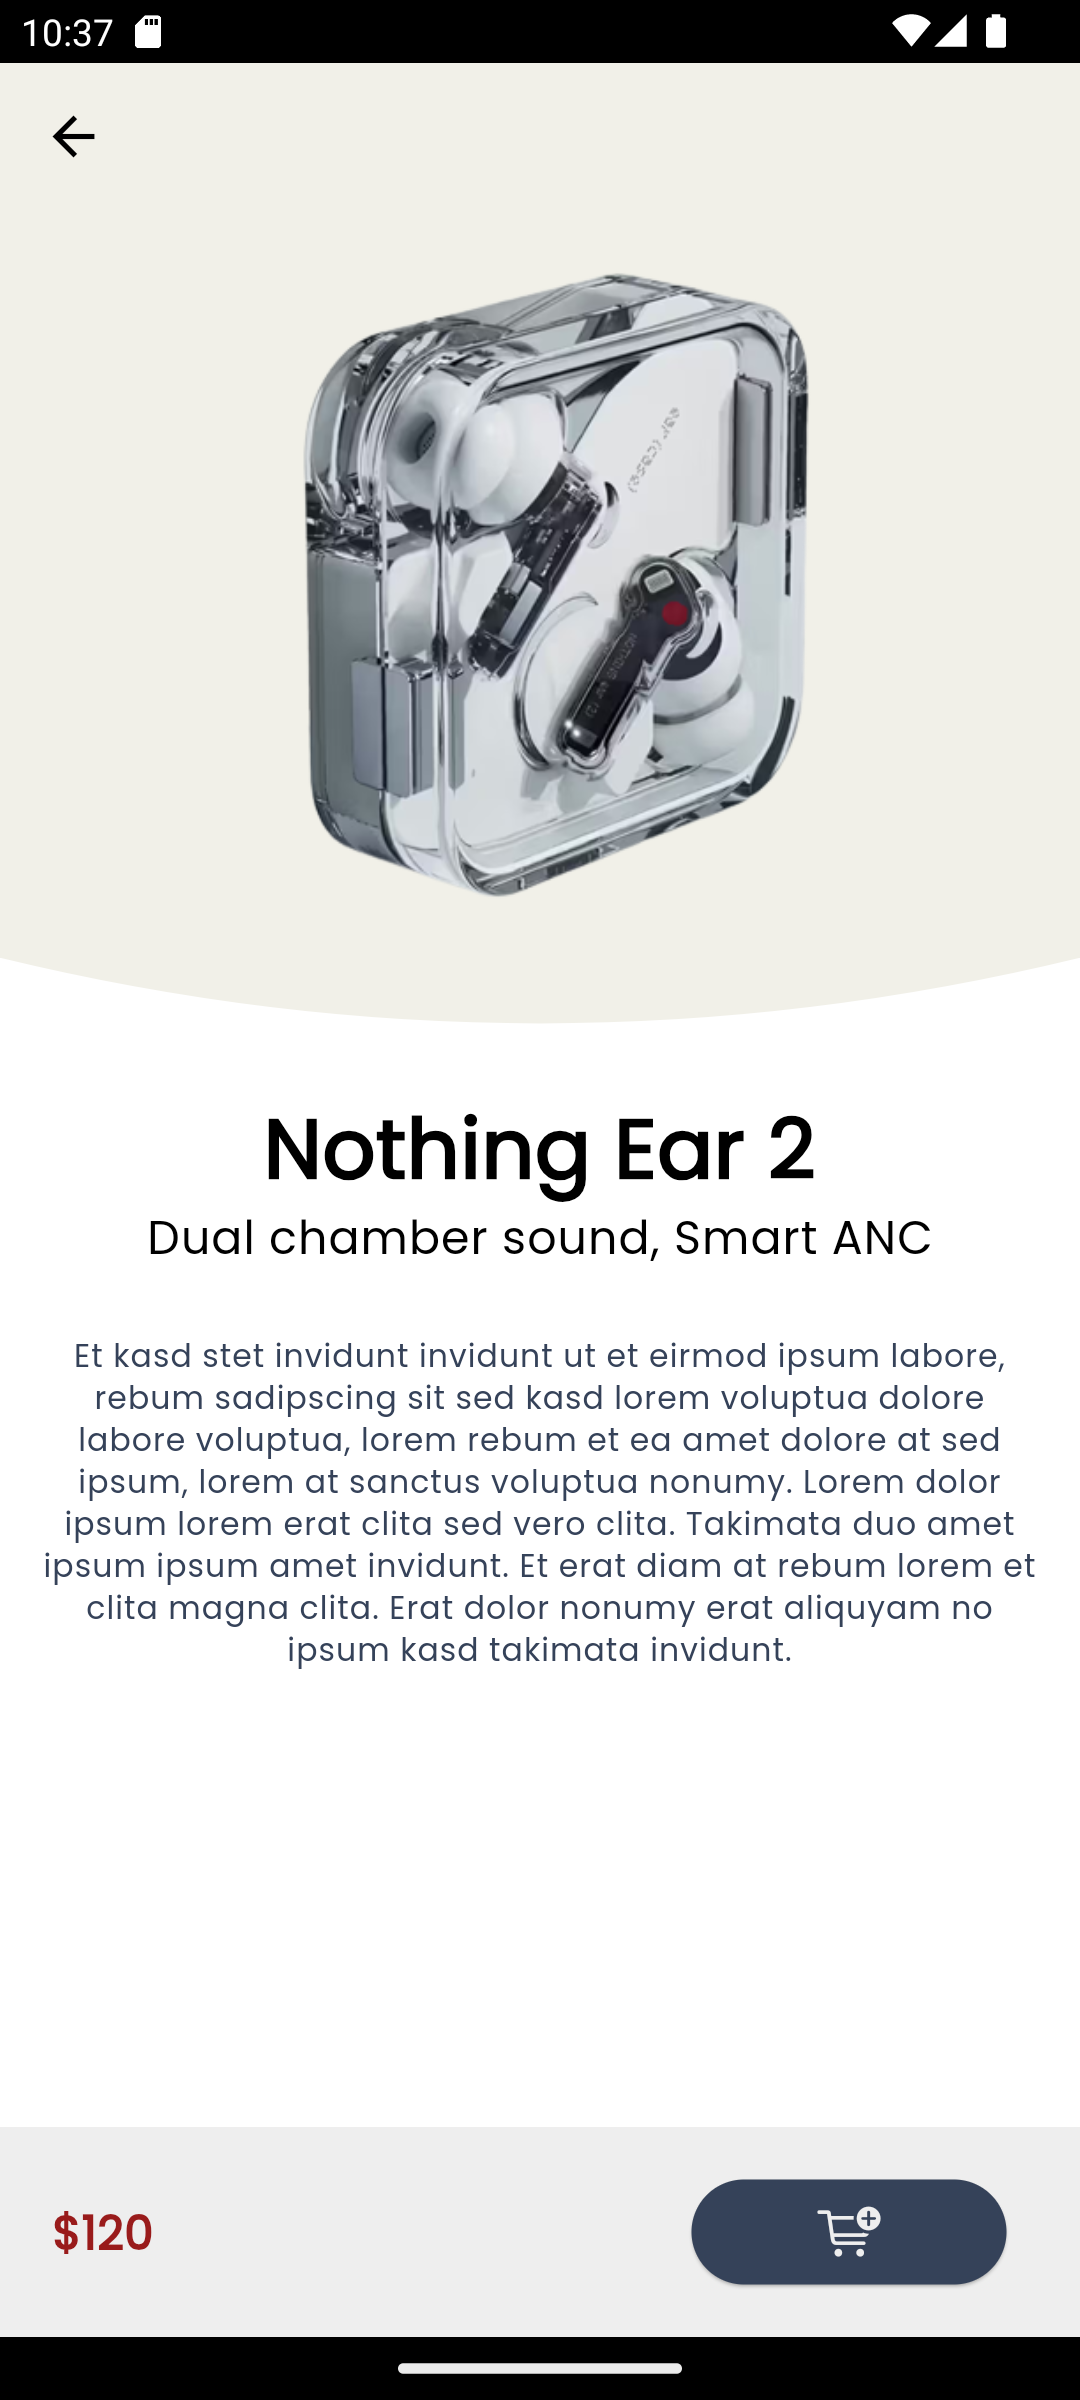 10:37
ear (case)
Nothing Ear 2
Dual chamber sound, Smart ANC
Et kasd stet invidunt invidunt ut et eirmod ipsum labore,
rebum sadipscing sit sed kasd lorem voluptua dolore
labore voluptua, lorem rebum et ea amet dolore at sed
ipsum, lorem at sanctus voluptua nonumy. Lorem dolor
ipsum lorem erat clita sed vero clita. Takimata duo amet
ipsum ipsum amet invidunt. Et erat diam at rebum lorem et
clita magna clita. Erat dolor nonumy erat aliquyam no
ipsum kasd takimata invidunt.
$120